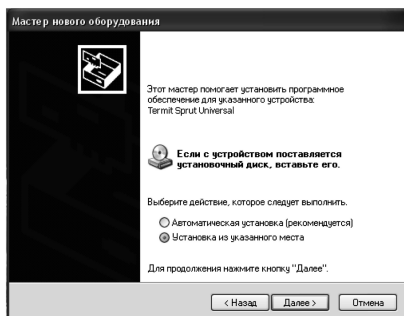 Мастер нового оборудования
Этот мастер помогает установить программное
обеспечение для указанного устройства:
Termit Sprut Universal
Если с устройством поставляется
установочный диск, вставьте его.
Выберите действие, которое следует выполнить.
Автоматическая установка (рекомендуется)
Установка из указанного места
Для продолжения нажмите кнопку "Далее".
< Назад
Далее >
Отмена